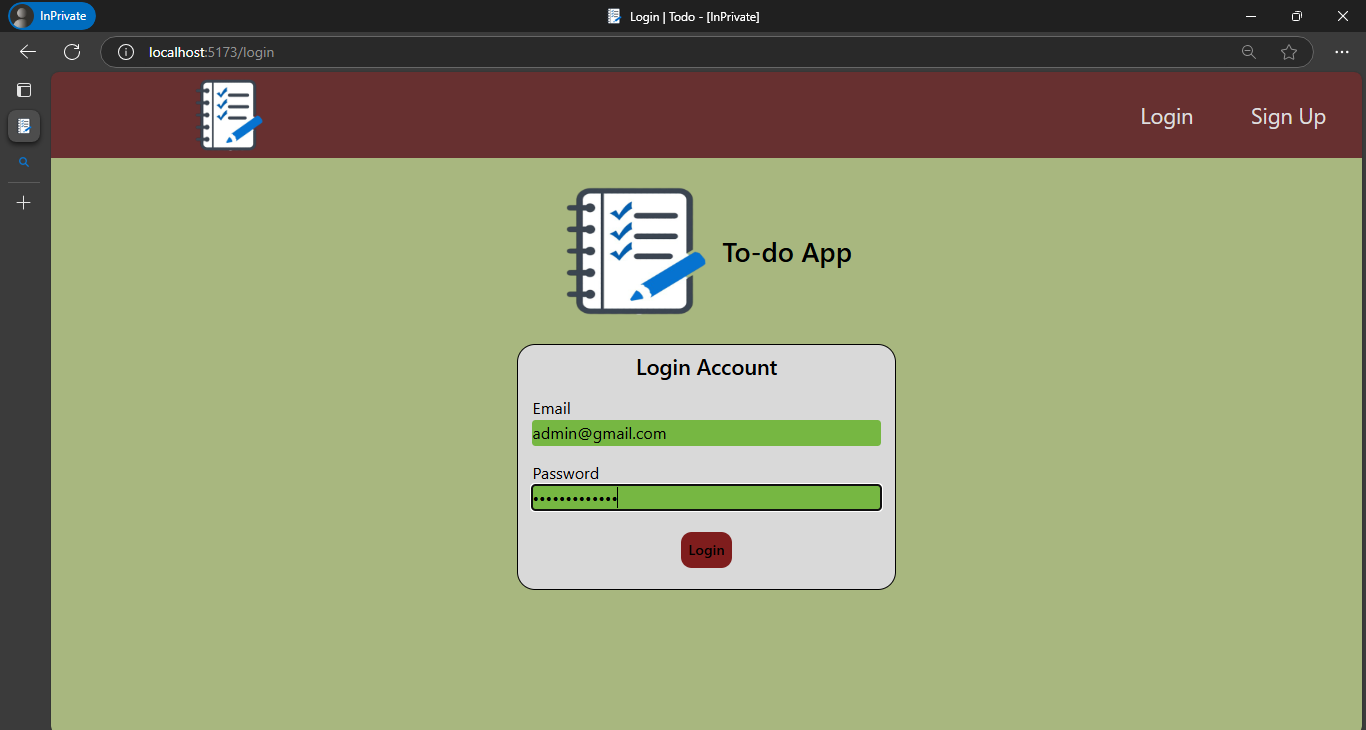 InPrivate
Login | Todo - [InPrivate]
localhost:5173/login
Login
Sign Up
To-do App
Login Account
Email
admin@gmail.com
Password
•••••••••••••
Login